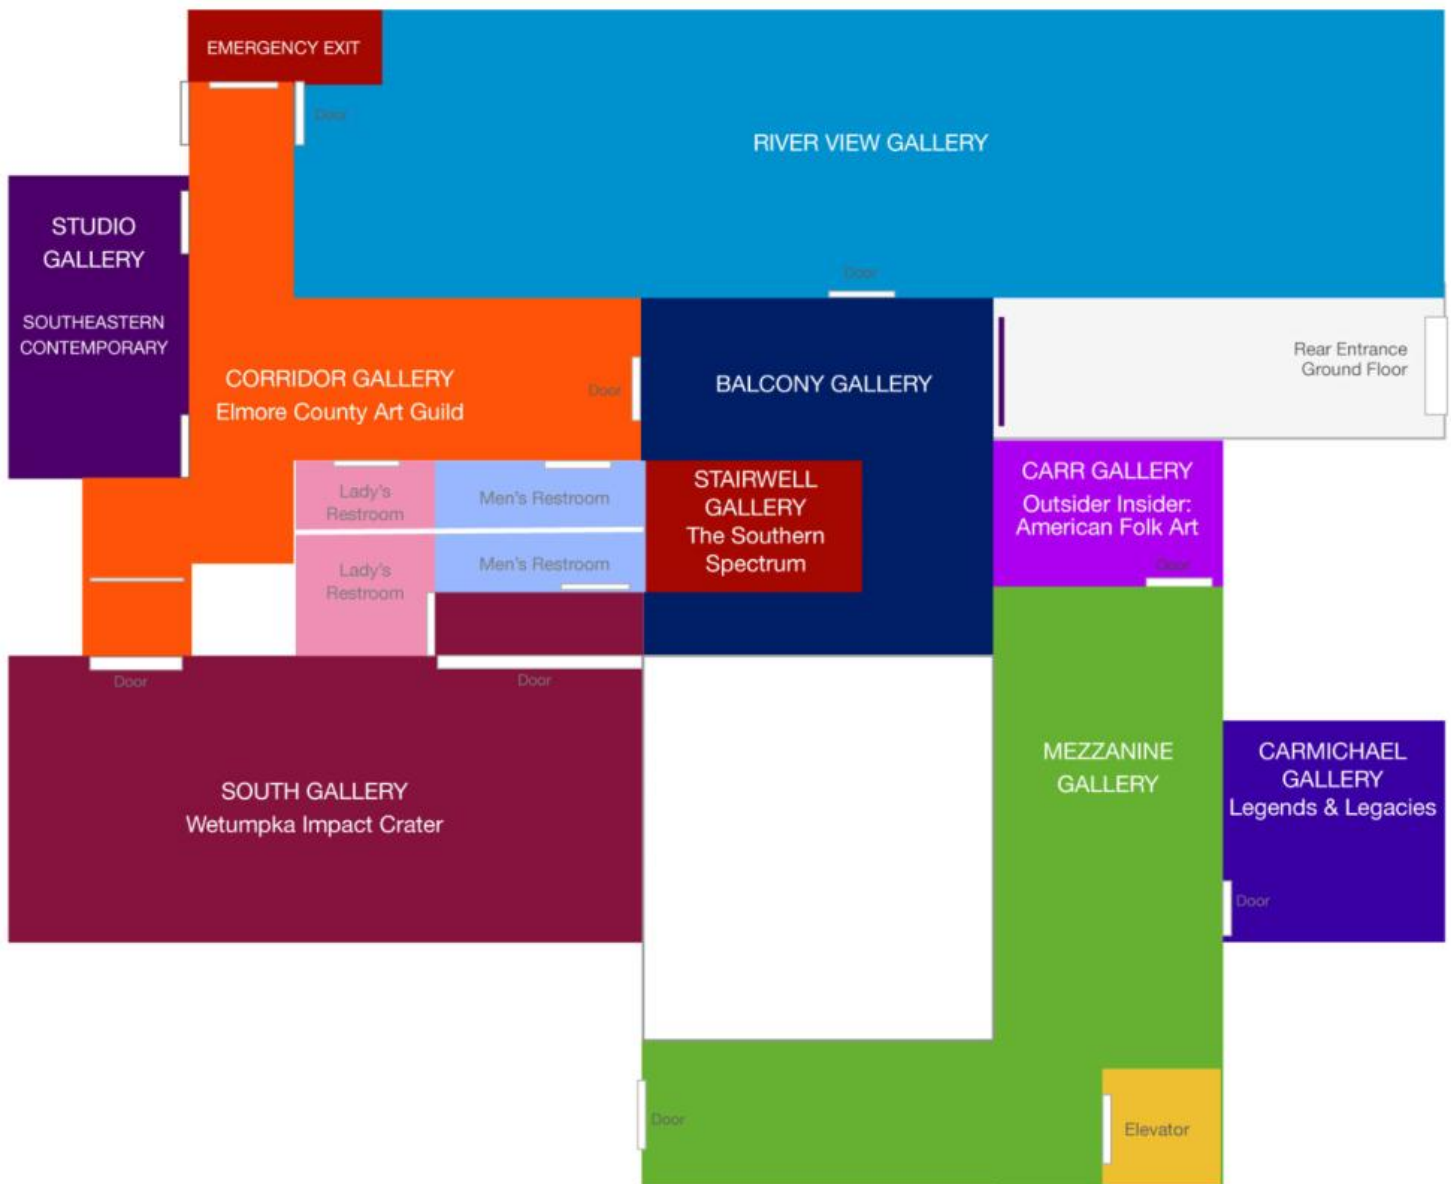 EMERGENCY EXIT
Door
RIVER VIEW GALLERY
STUDIO
GALLERY
SOUTHEASTERN
CONTEMPORARY
Door
CORRIDOR GALLERY
Elmore County Art Guild
Door
BALCONY GALLERY
Rear Entrance
Ground Floor
Lady's
Restroom
Men's Restroom
STAIRWELL
GALLERY
The Southern
Spectrum
CARR GALLERY
Outsider Insider:
American Folk Art
Door
Lady's
Restroom
Men's Restroom
Door
Door
SOUTH GALLERY
Wetumpka Impact Crater
MEZZANINE
GALLERY
CARMICHAEL
GALLERY
Legends & Legacies
Door
Door
Elevator